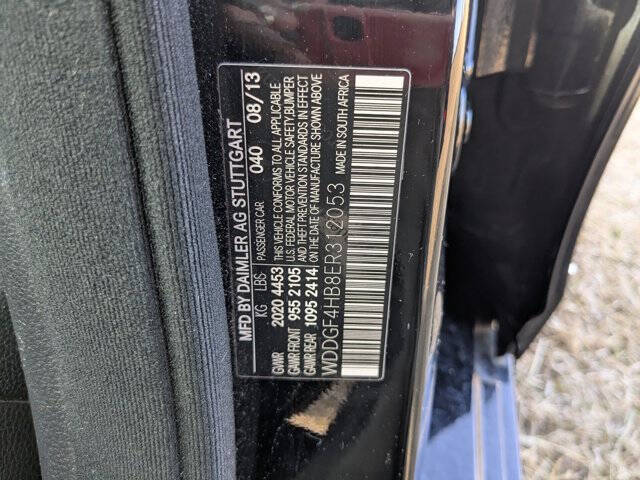 MFD BY DAIMLER AG STUTTGART
PASSENGER CAR 040 08/13
KG LBS
GVWR 2020 4453
GAWR FRONT 955 2105
GAWR REAR 1095 2414
THIS VEHICLE CONFORMS TO ALL APPLICABLE
U.S. FEDERAL MOTOR VEHICLE SAFETY, BUMPER
AND THEFT PREVENTION STANDARDS IN EFFECT
ON THE DATE OF MANUFACTURE SHOWN ABOVE
WDDGF4HB8ER312053
MADE IN SOUTH AFRICA